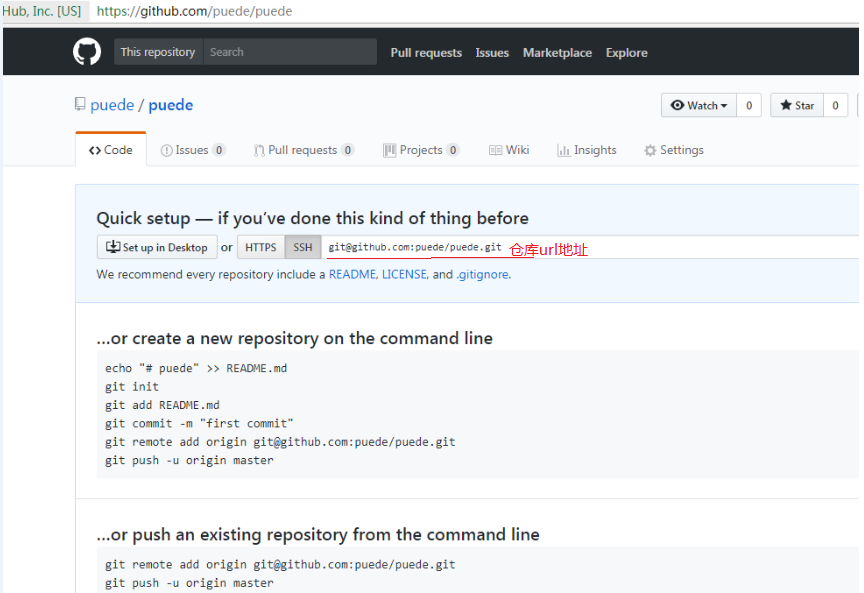 Hub, Inc. [US] https://github.com/puede/puede
This repository Search Pull requests Issues Marketplace Explore
puede / puede Watch 0 Star 0
Code Issues 0 Pull requests 0 Projects 0 Wiki Insights Settings
Quick setup — if you’ve done this kind of thing before
Set up in Desktop or HTTPS SSH git@github.com:puede/puede.git 仓库url地址
We recommend every repository include a README, LICENSE, and .gitignore.
…or create a new repository on the command line
echo "# puede" >> README.md
git init
git add README.md
git commit -m "first commit"
git remote add origin git@github.com:puede/puede.git
git push -u origin master
…or push an existing repository from the command line
git remote add origin git@github.com:puede/puede.git
git push -u origin master